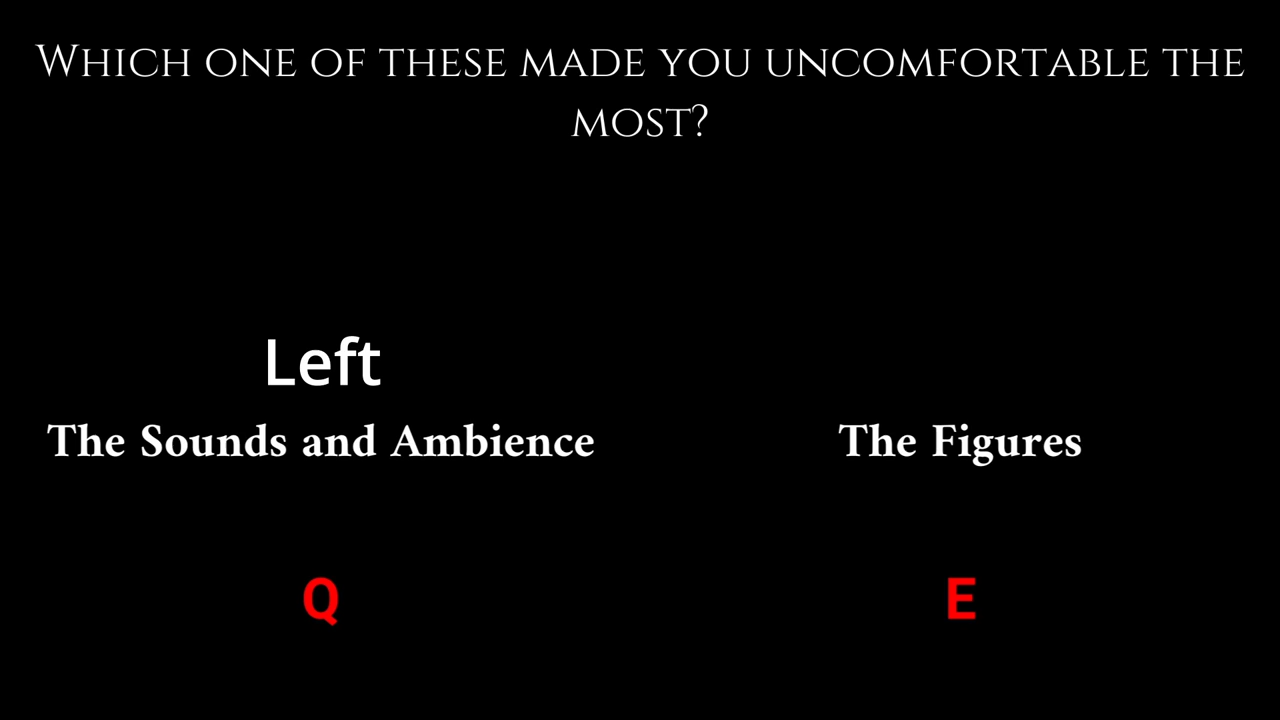 Which one of these made you uncomfortable the
most?
Left
The Sounds and Ambience
The Figures
Q
E